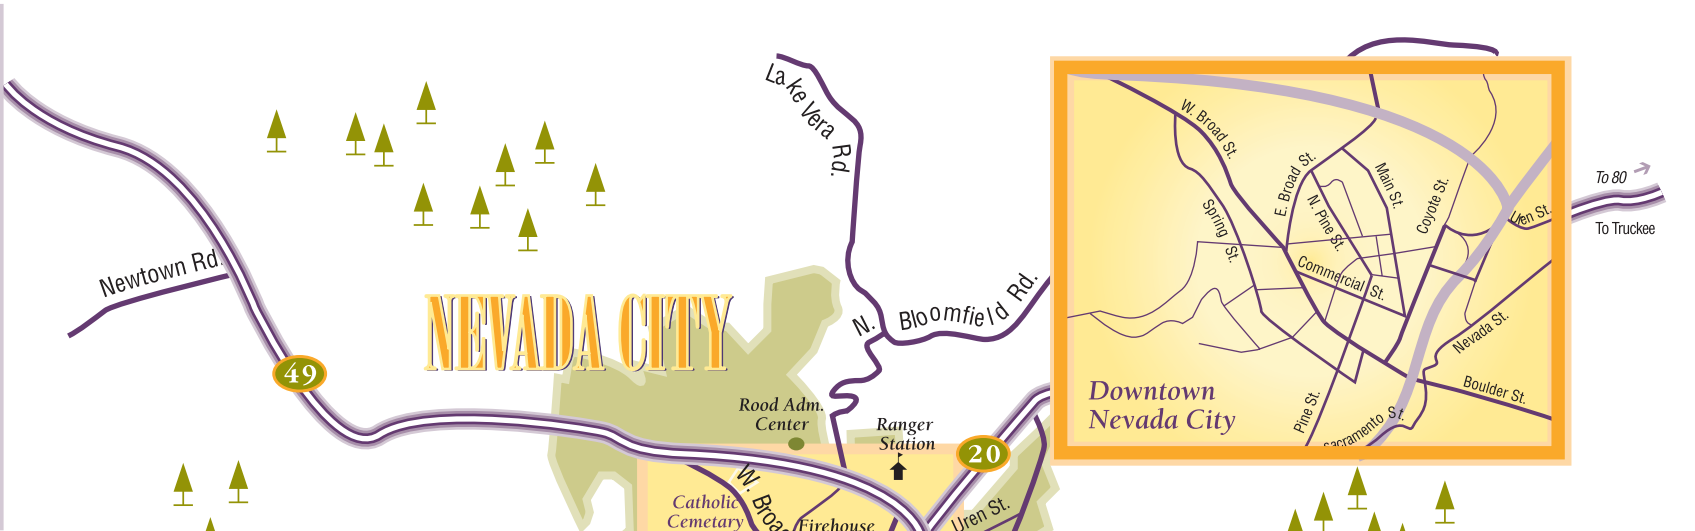 Lake Vera Rd.
Newtown Rd.
NEVADA CITY
49
N. Bloomfield Rd.
Rood Adm.
Center
Ranger
Station
20
Catholic
Cemetary
W. Broa
Firehouse
Uren St.
W. Broad St.
E. Broad St.
Main St.
N. Pine St.
Coyote St.
Spring St.
Uren St.
Commercial St.
Nevada St.
Boulder St.
Pine St.
Sacramento St.
Downtown
Nevada City
To 80
To Truckee